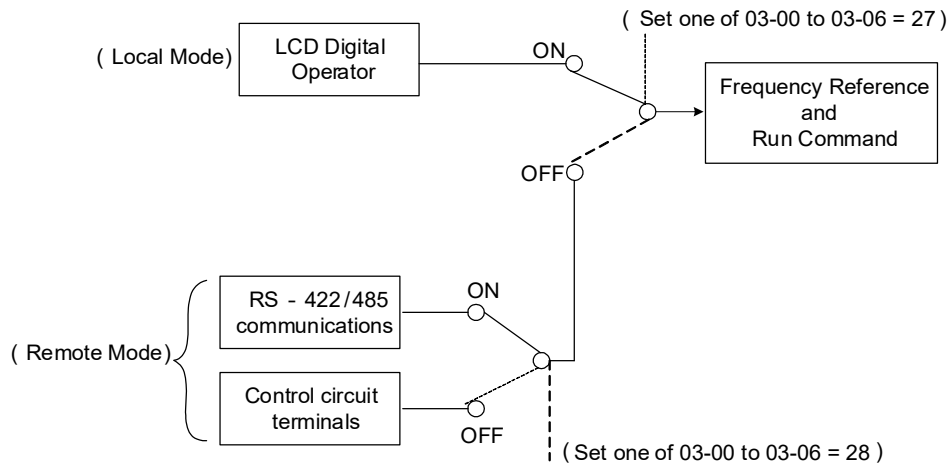 ( Set one of 03-00 to 03-06 = 27 )
( Local Mode)
LCD Digital
Operator
ON
Frequency Reference
and
Run Command
OFF
RS - 422/485
communications
ON
( Remote Mode)
Control circuit
terminals
OFF
(Set one of 03-00 to 03-06 = 28 )